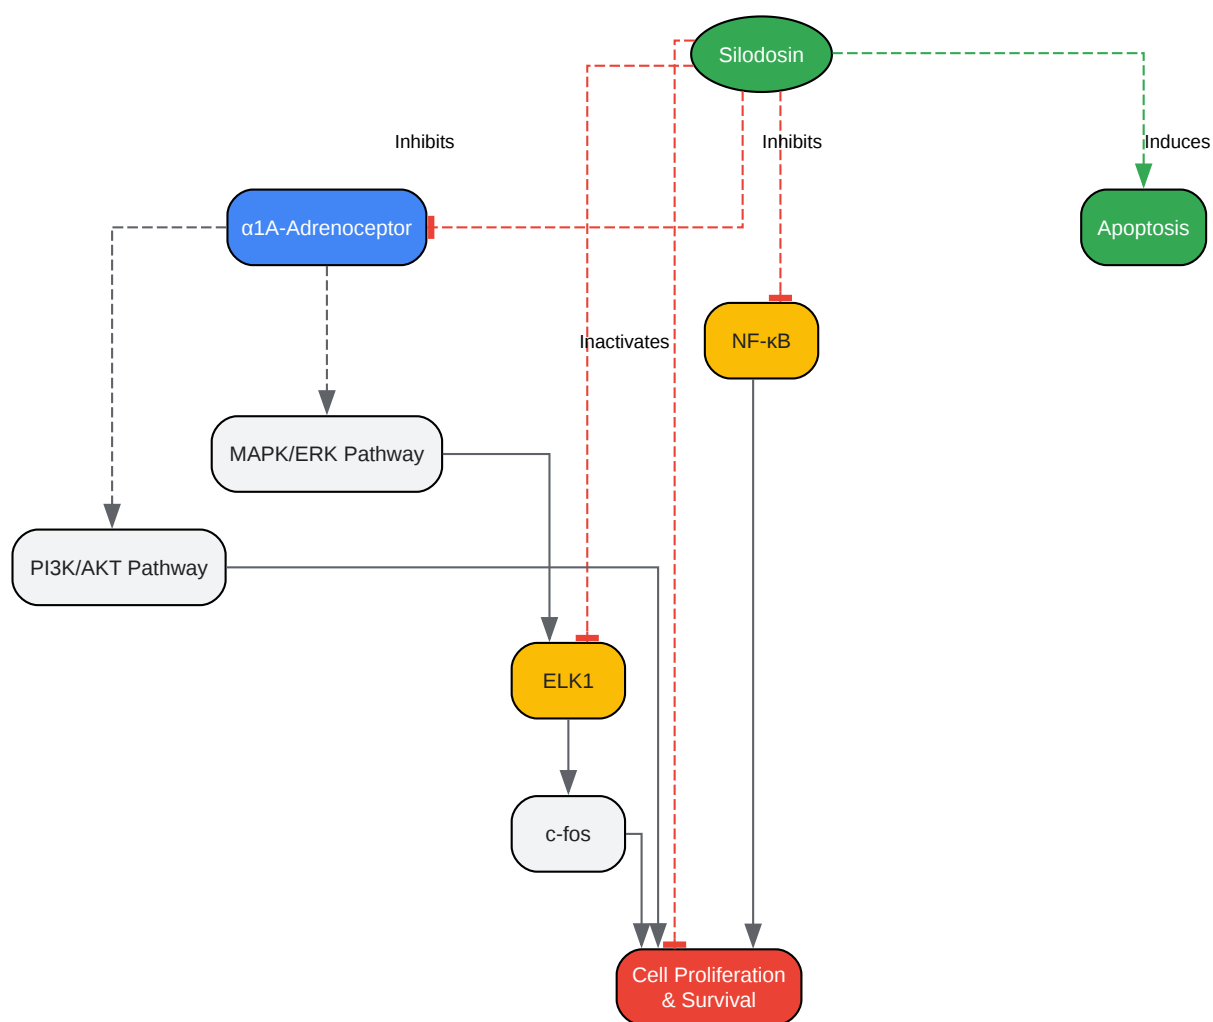 Silodosin
Inhibits
Inhibits
Induces
α1A-Adrenoceptor
Apoptosis
Inactivates
NF-κB
MAPK/ERK Pathway
PI3K/AKT Pathway
ELK1
c-fos
Cell Proliferation
& Survival